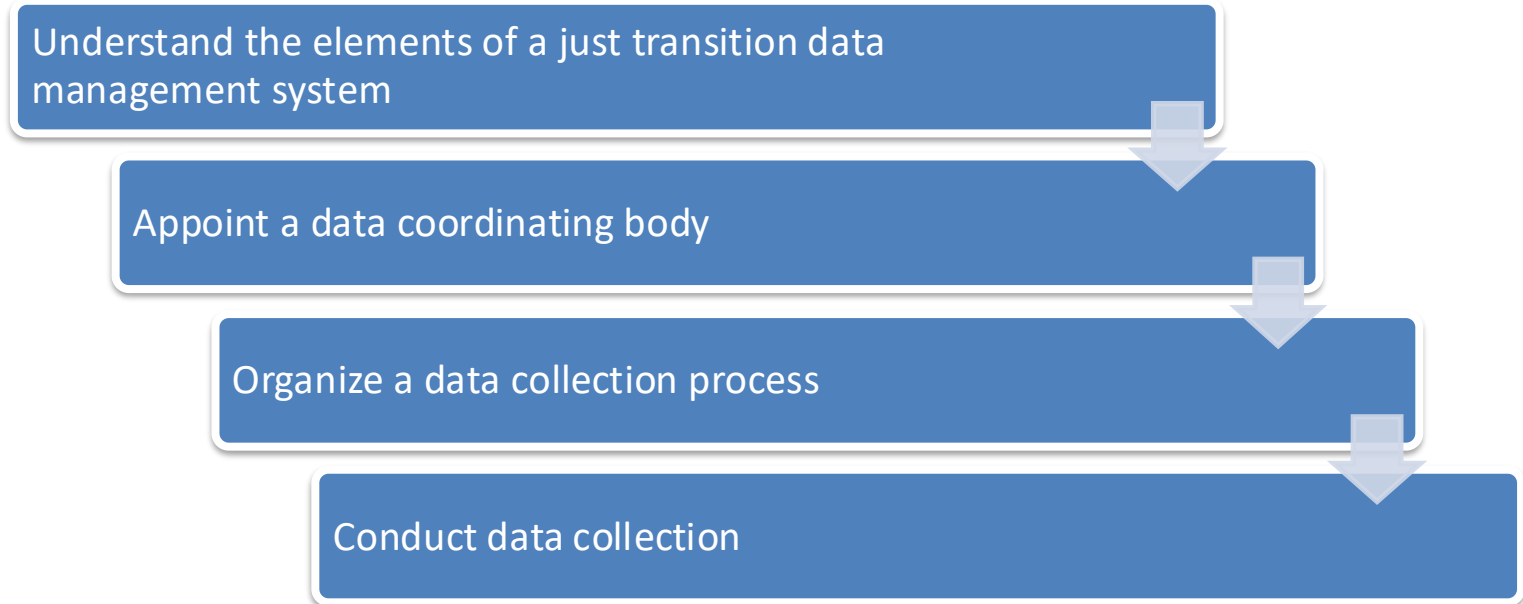 Understand the elements of a just transition data
management system
Appoint a data coordinating body
Organize a data collection process
Conduct data collection